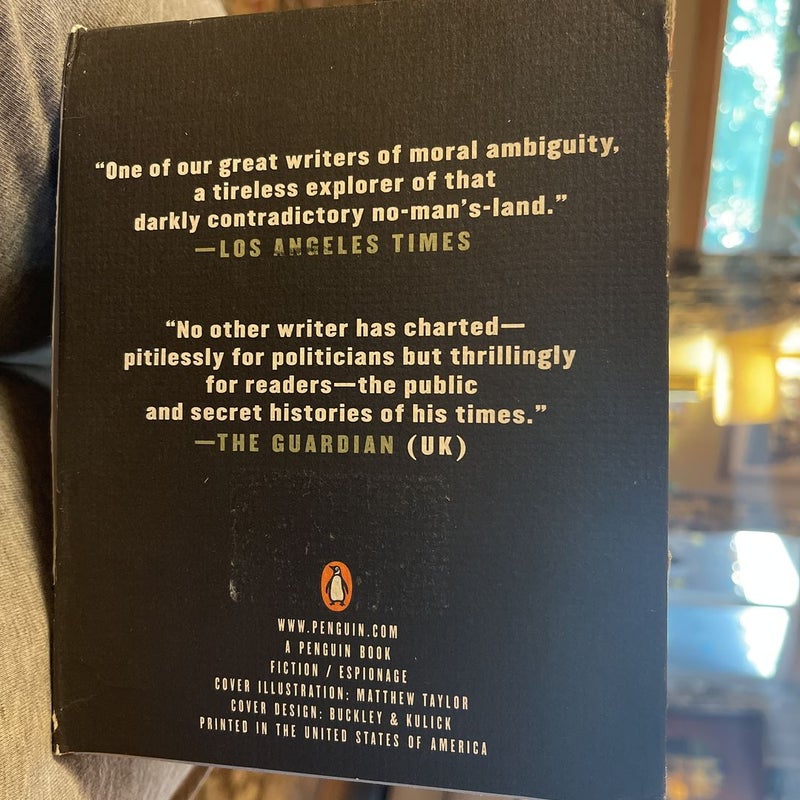 “One of our great writers of moral ambiguity,
a tireless explorer of that
darkly contradictory no-man’s-land.”
—LOS ANGELES TIMES
“No other writer has charted—
pitilessly for politicians but thrillingly
for readers—the public
and secret histories of his times.”
—THE GUARDIAN (UK)
WWW.PENGUIN.COM
A PENGUIN BOOK
FICTION / ESPIONAGE
COVER ILLUSTRATION: MATTHEW TAYLOR
COVER DESIGN: BUCKLEY & KULICK
PRINTED IN THE UNITED STATES OF AMERICA